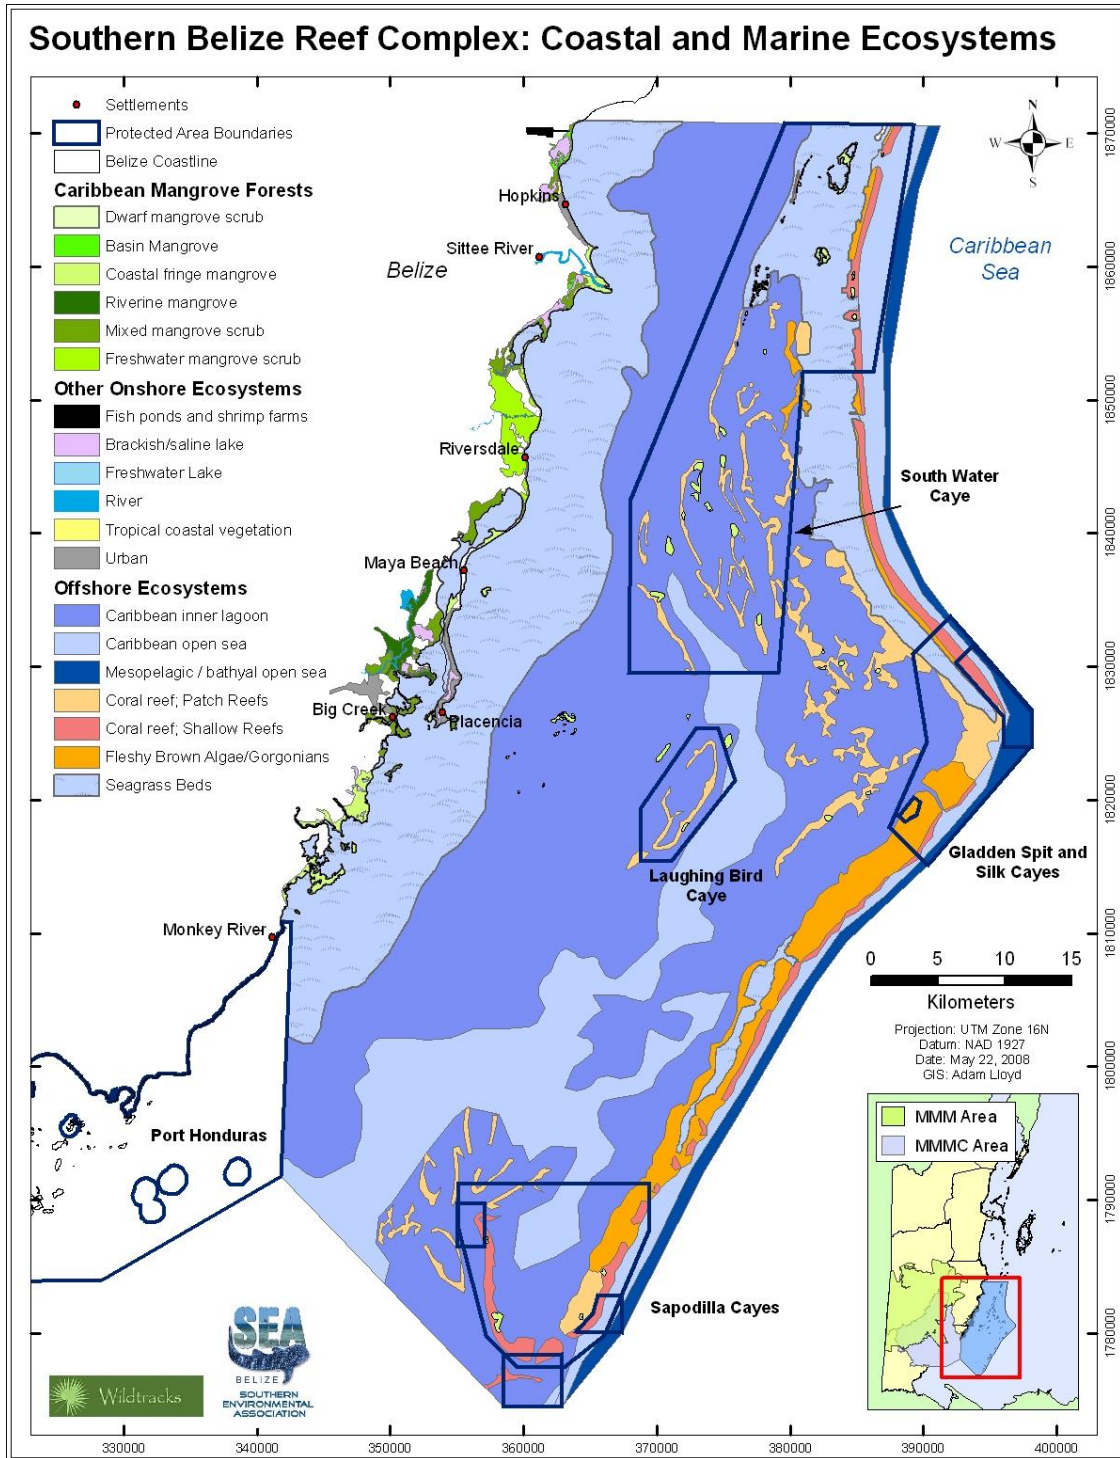 Southern Belize Reef Complex: Coastal and Marine Ecosystems
Settlements
Protected Area Boundaries
Belize Coastline
Caribbean Mangrove Forests
Dwarf mangrove scrub
Basin Mangrove
Coastal fringe mangrove
Riverine mangrove
Mixed mangrove scrub
Freshwater mangrove scrub
Other Onshore Ecosystems
Fish ponds and shrimp farms
Brackish/saline lake
Freshwater Lake
River
Tropical coastal vegetation
Urban
Offshore Ecosystems
Caribbean inner lagoon
Caribbean open sea
Mesopelagic / bathyal open sea
Coral reef; Patch Reefs
Coral reef; Shallow Reefs
Fleshy Brown Algae/Gorgonians
Seagrass Beds
N
W
E
S
Hopkins
Sittee River
Belize
Caribbean
Sea
Riversdale
South Water
Caye
Maya Beach
Big Creek
Placencia
Laughing Bird
Caye
Gladden Spit and
Silk Cayes
Monkey River
Port Honduras
Sapodilla Cayes
0
5
10
15
Kilometers
Projection: UTM Zone 16N
Datum: NAD 1927
Date: May 22, 2008
GIS: Adam Lloyd
MMM Area
MMMC Area
Wildtracks
SEA
BELIZE
SOUTHERN
ENVIRONMENTAL
ASSOCIATION
1870000
1860000
1850000
1840000
1830000
1820000
1810000
1800000
1790000
1780000
330000
340000
350000
360000
370000
380000
390000
400000